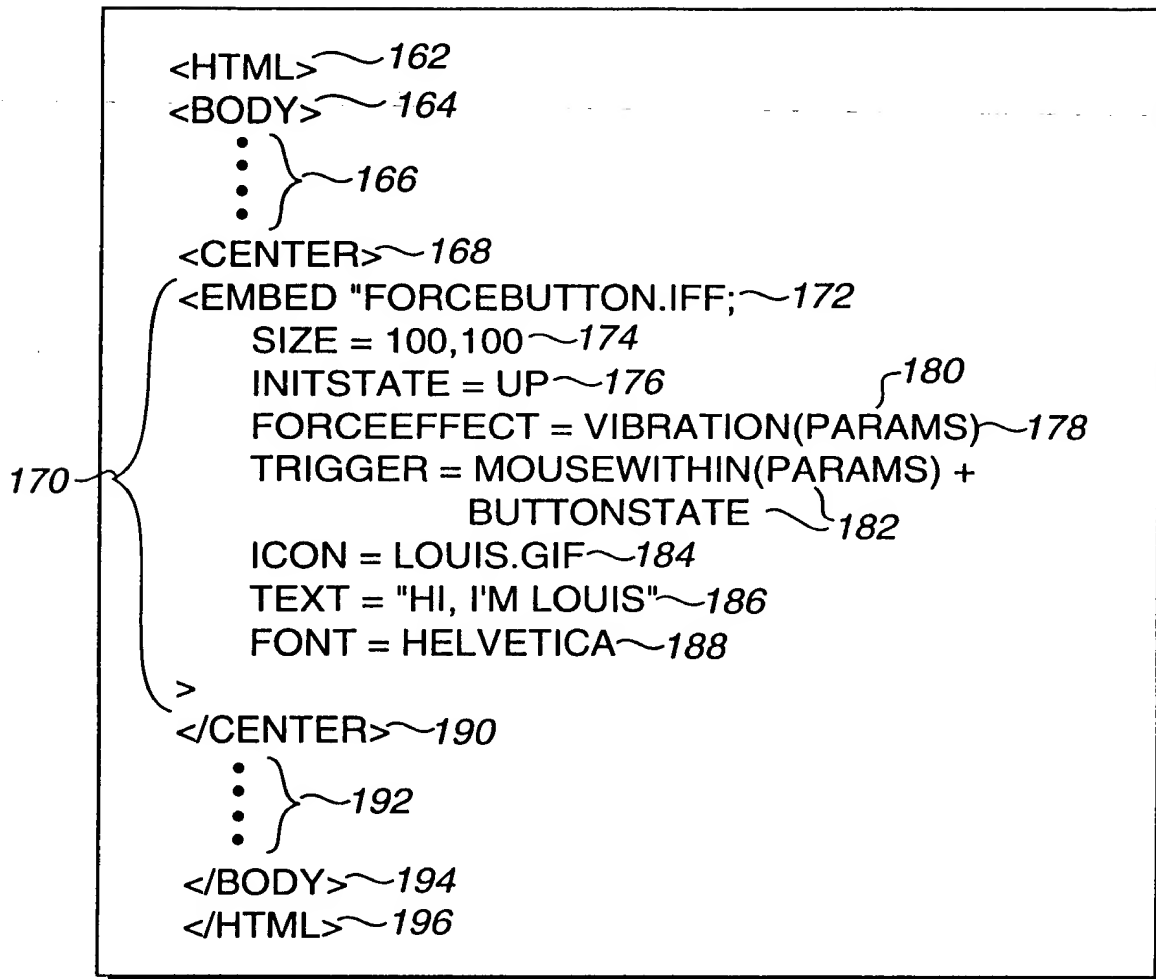 <HTML> 162
<BODY> 164
166
<CENTER> 168
<EMBED "FORCEBUTTON.IFF; 172
SIZE = 100,100 174
INITSTATE = UP 176
180
FORCEEFFECT = VIBRATION(PARAMS) 178
170
TRIGGER = MOUSEWITHIN(PARAMS) +
BUTTONSTATE 182
ICON = LOUIS.GIF 184
TEXT = "HI, I'M LOUIS" 186
FONT = HELVETICA 188
>
</CENTER> 190
192
</BODY> 194
</HTML> 196